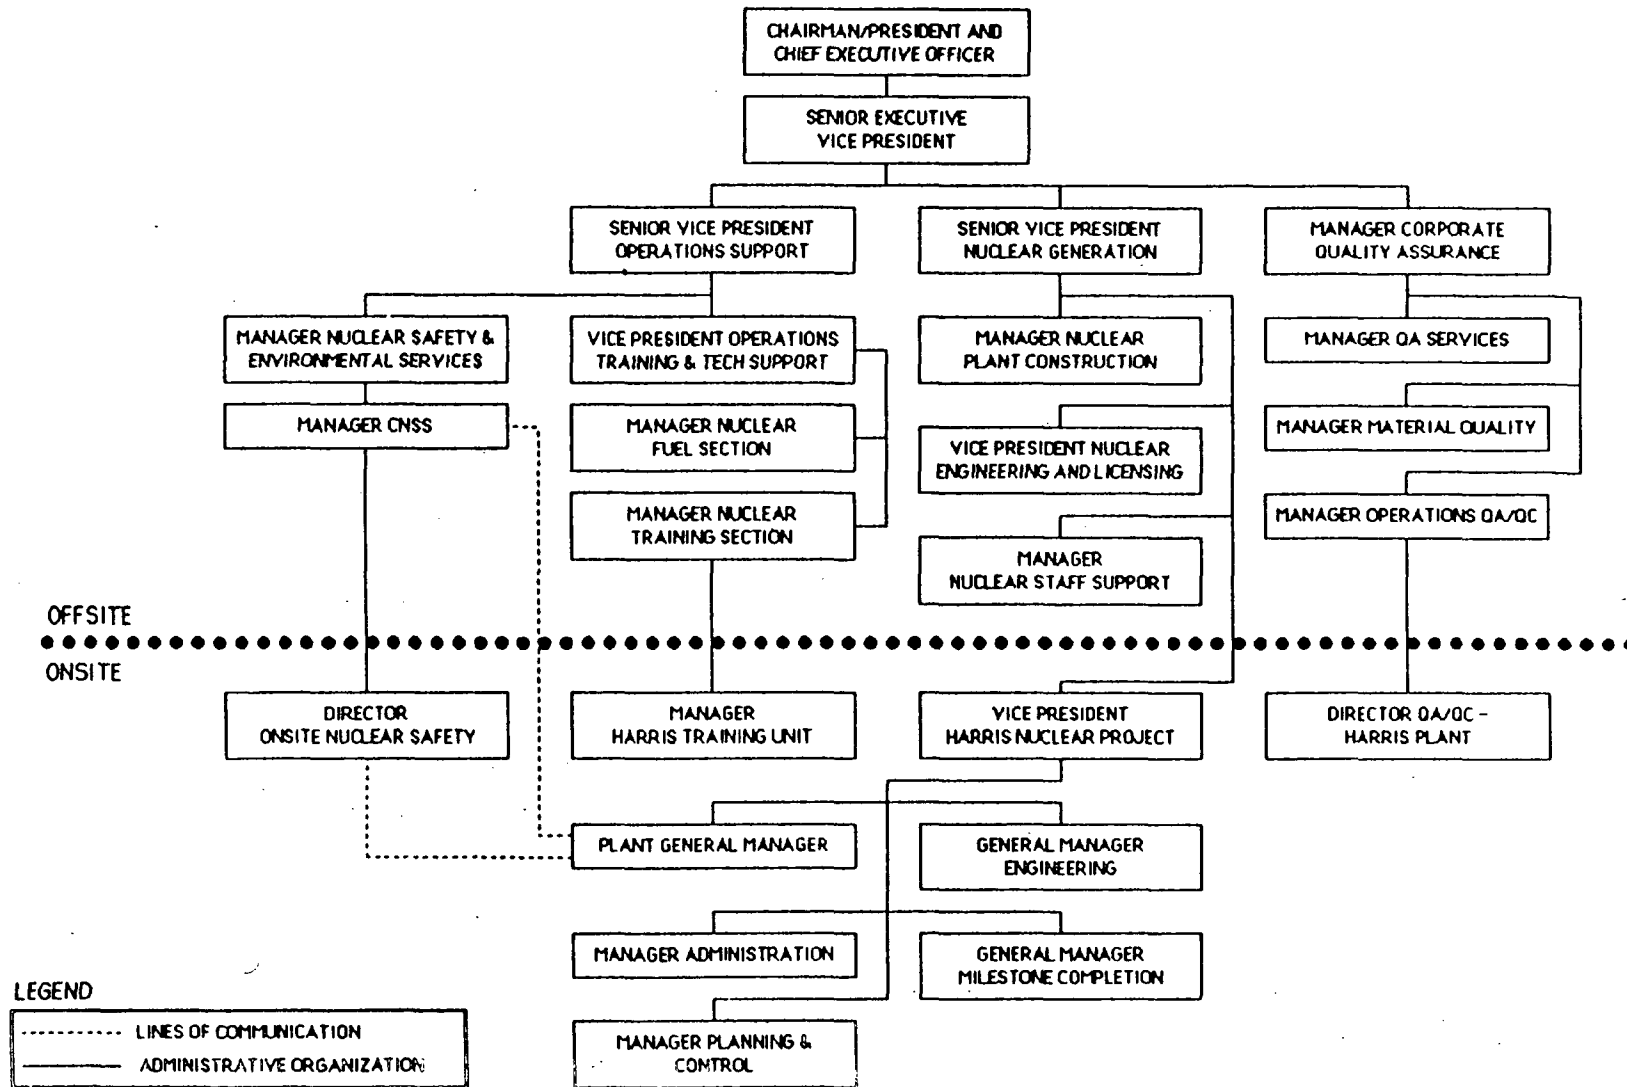 CHAIRMAN/PRESIDENT AND
CHIEF EXECUTIVE OFFICER
SENIOR EXECUTIVE
VICE PRESIDENT
SENIOR VICE PRESIDENT
OPERATIONS SUPPORT
SENIOR VICE PRESIDENT
NUCLEAR GENERATION
MANAGER CORPORATE
QUALITY ASSURANCE
MANAGER NUCLEAR SAFETY &
ENVIRONMENTAL SERVICES
VICE PRESIDENT OPERATIONS
TRAINING & TECH SUPPORT
MANAGER NUCLEAR
PLANT CONSTRUCTION
MANAGER QA SERVICES
MANAGER CNSS
MANAGER NUCLEAR
FUEL SECTION
VICE PRESIDENT NUCLEAR
ENGINEERING AND LICENSING
MANAGER MATERIAL QUALITY
MANAGER NUCLEAR
TRAINING SECTION
MANAGER
NUCLEAR STAFF SUPPORT
MANAGER OPERATIONS QA/QC
OFFSITE
ONSITE
DIRECTOR
ONSITE NUCLEAR SAFETY
MANAGER
HARRIS TRAINING UNIT
VICE PRESIDENT
HARRIS NUCLEAR PROJECT
DIRECTOR QA/QC -
HARRIS PLANT
PLANT GENERAL MANAGER
GENERAL MANAGER
ENGINEERING
MANAGER ADMINISTRATION
GENERAL MANAGER
MILESTONE COMPLETION
MANAGER PLANNING &
CONTROL
LEGEND
LINES OF COMMUNICATION
ADMINISTRATIVE ORGANIZATION